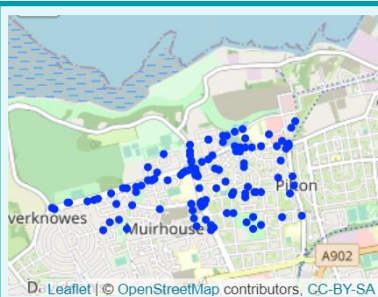 Pilton
verknowes
Muirhouse
A902
D. Leaflet | © OpenStreetMap contributors, CC-BY-SA